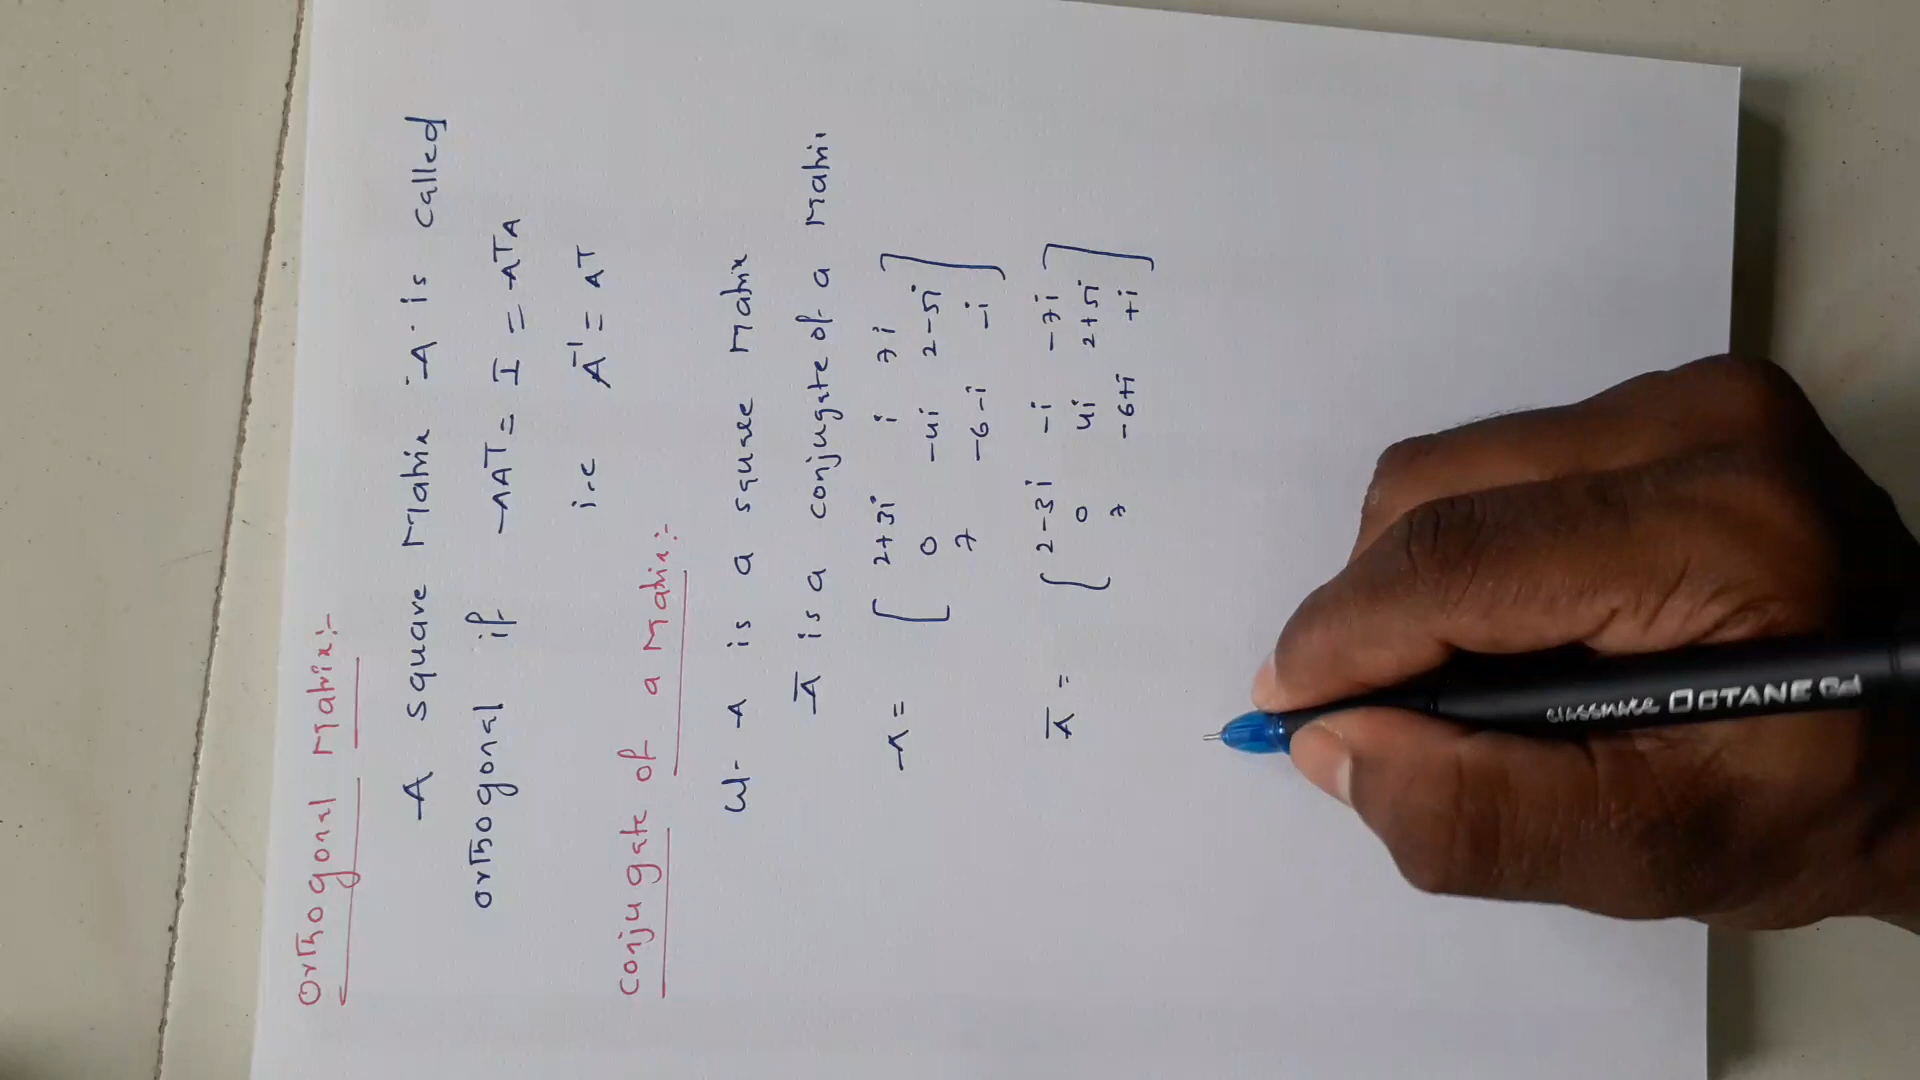 Orthogonal Matrix:-
A square Matrix 'A' is called
orthogonal if AAᵀ = I = AᵀA
i.e A⁻¹ = Aᵀ
Conjugate of a Matrix:-
A is a square Matrix
A̅ is a conjugate of a
A = [ 2+3i i 7i
0 -4i 2-5i
7 -6-i -i ]
A̅ = [ 2-3i -i -7i
0 4i 2+5i
7 -6+i +i ]
classmate OCTANE Gel